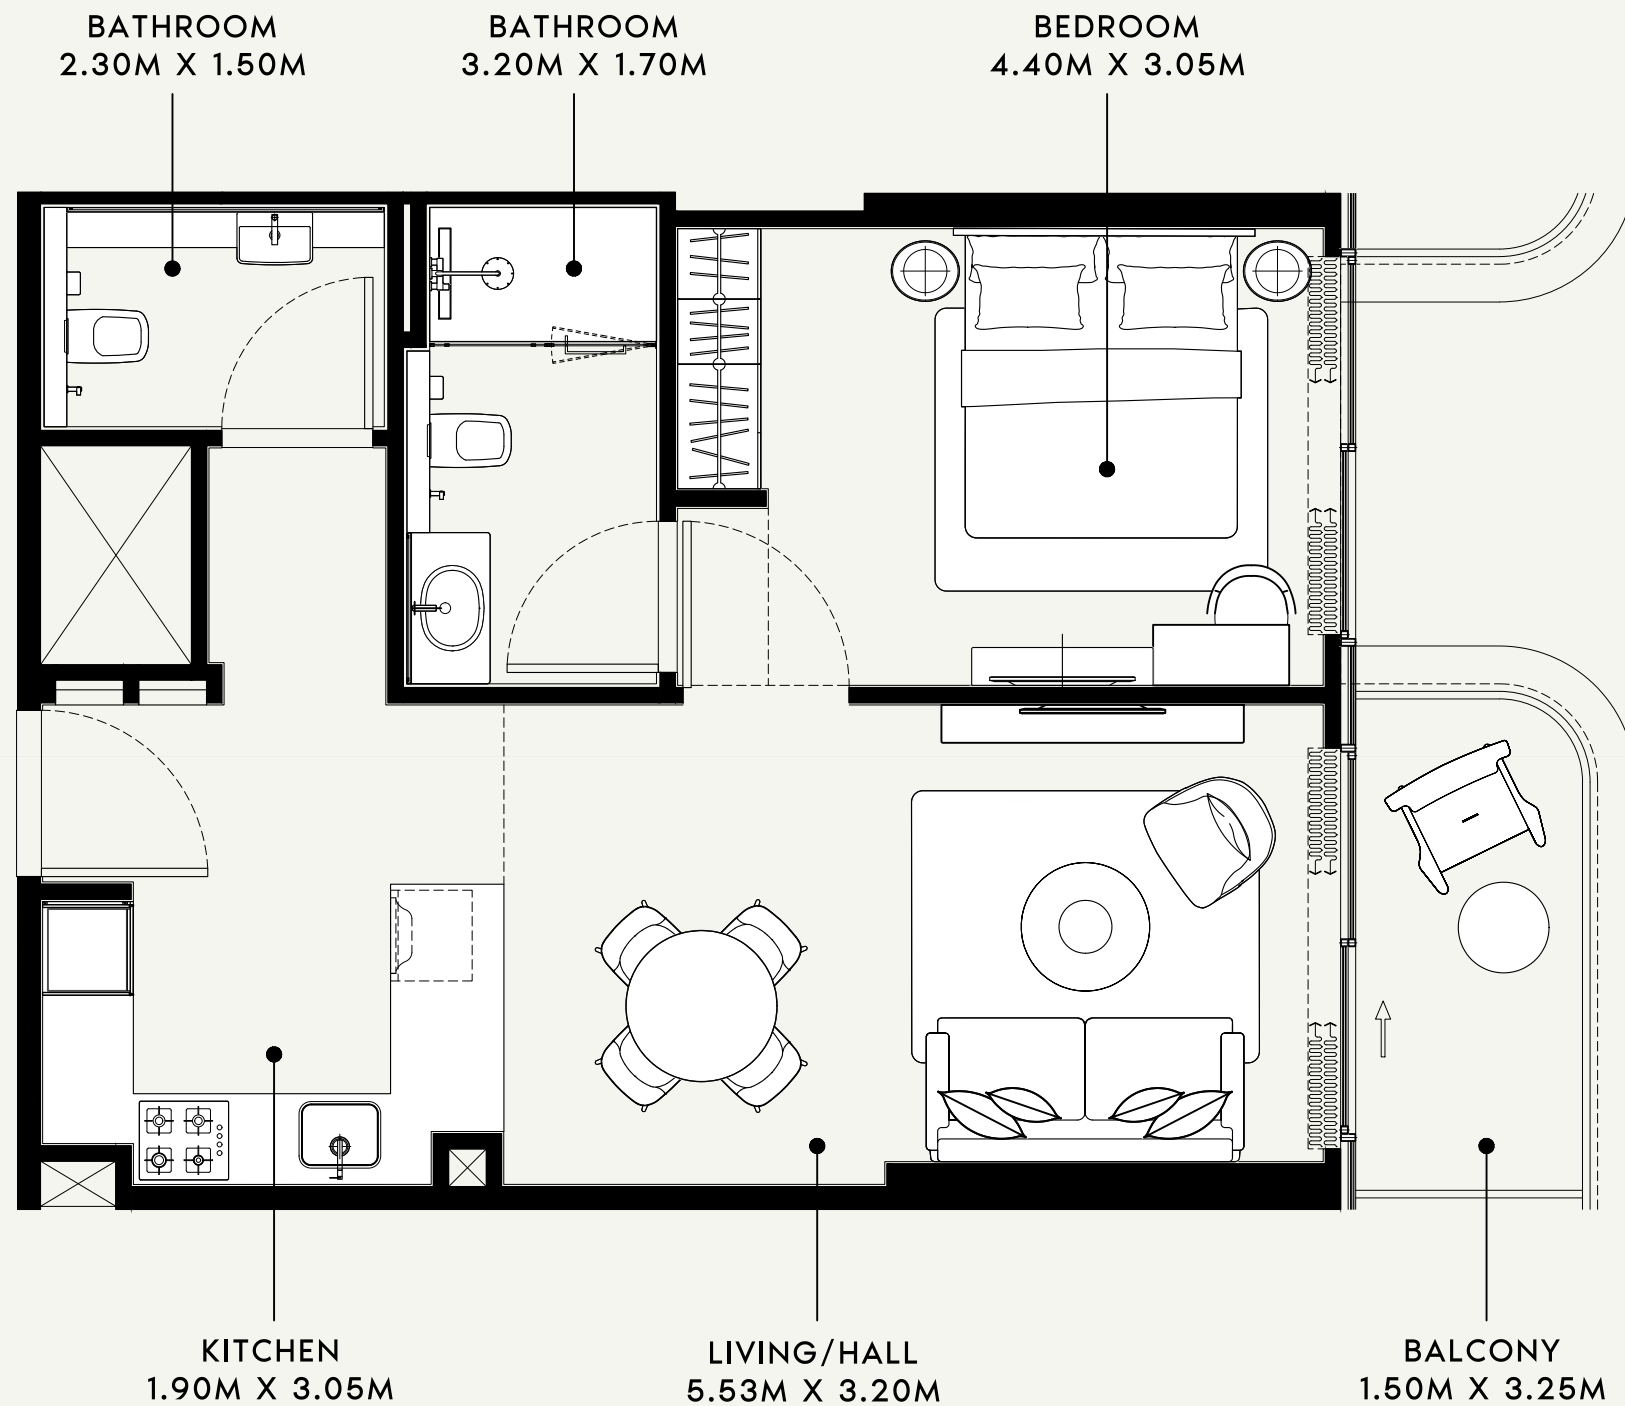 BATHROOM
2.30M X 1.50M
BATHROOM
3.20M X 1.70M
BEDROOM
4.40M X 3.05M
KITCHEN
1.90M X 3.05M
LIVING/HALL
5.53M X 3.20M
BALCONY
1.50M X 3.25M